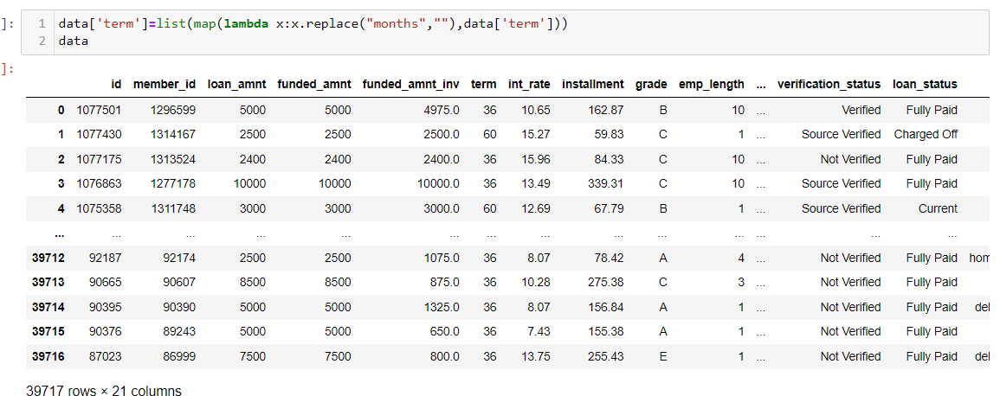 ]:
1 data['term']=list(map(lambda x:x.replace("months",""),data['term']))
2 data
]:
id member_id loan_amnt funded_amnt funded_amnt_inv term int_rate installment grade emp_length ... verification_status loan_status
0 1077501 1296599 5000 5000 4975.0 36 10.65 162.87 B 10 ... Verified Fully Paid
1 1077430 1314167 2500 2500 2500.0 60 15.27 59.83 C 1 ... Source Verified Charged Off
2 1077175 1313524 2400 2400 2400.0 36 15.96 84.33 C 10 ... Not Verified Fully Paid
3 1076863 1277178 10000 10000 10000.0 36 13.49 339.31 C 10 ... Source Verified Fully Paid
4 1075358 1311748 3000 3000 3000.0 60 12.69 67.79 B 1 ... Source Verified Current
... ... ... ... ... ... ... ... ... ... ... ... ... ...
39712 92187 92174 2500 2500 1075.0 36 8.07 78.42 A 4 ... Not Verified Fully Paid hom
39713 90665 90607 8500 8500 875.0 36 10.28 275.38 C 3 ... Not Verified Fully Paid
39714 90395 90390 5000 5000 1325.0 36 8.07 156.84 A 1 ... Not Verified Fully Paid del
39715 90376 89243 5000 5000 650.0 36 7.43 155.38 A 1 ... Not Verified Fully Paid
39716 87023 86999 7500 7500 800.0 36 13.75 255.43 E 1 ... Not Verified Fully Paid del
39717 rows × 21 columns